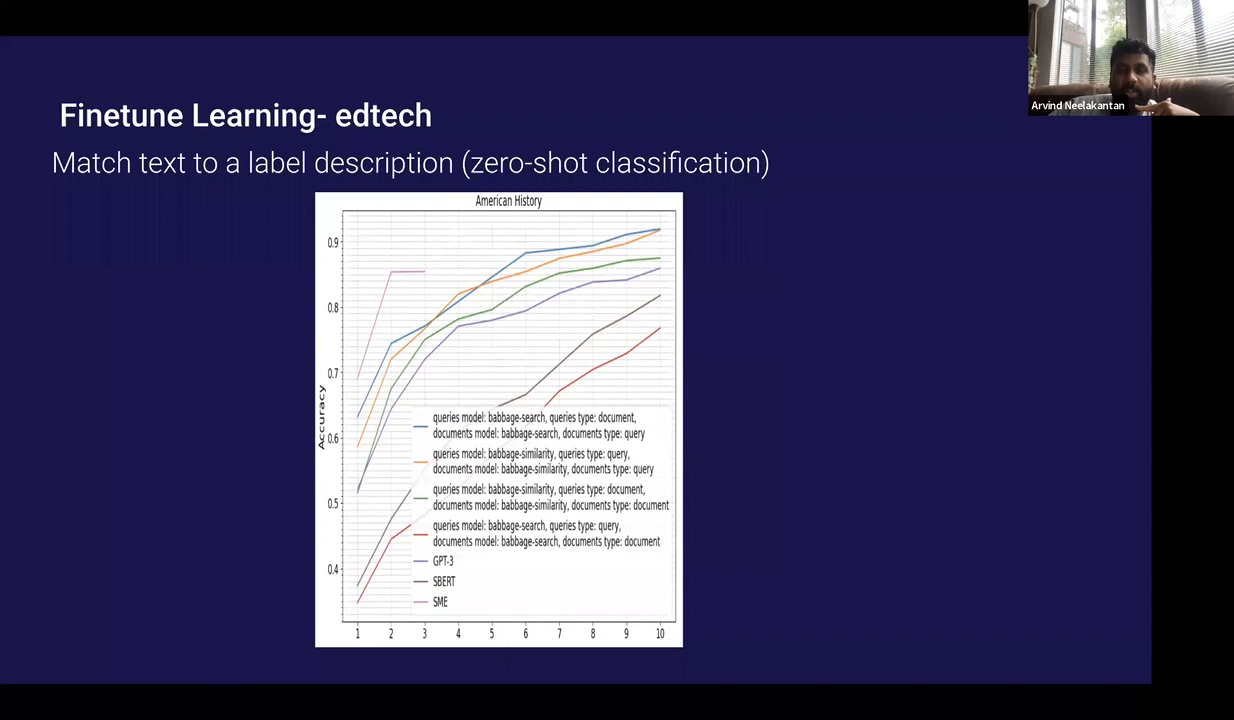 Arvind Neelakantan
Finetune Learning- edtech
Match text to a label description (zero-shot classification)
American History
Accuracy
0.9
0.8
0.7
0.6
0.5
0.4
queries model: babbage-search, queries type: document,
documents model: babbage-search, documents type: query
queries model: babbage-similarity, queries type: query,
documents model: babbage-similarity, documents type: query
queries model: babbage-similarity, queries type: document,
documents model: babbage-similarity, documents type: document
queries model: babbage-search, queries type: query,
documents model: babbage-search, documents type: document
GPT-3
SBERT
SME
1 2 3 4 5 6 7 8 9 10